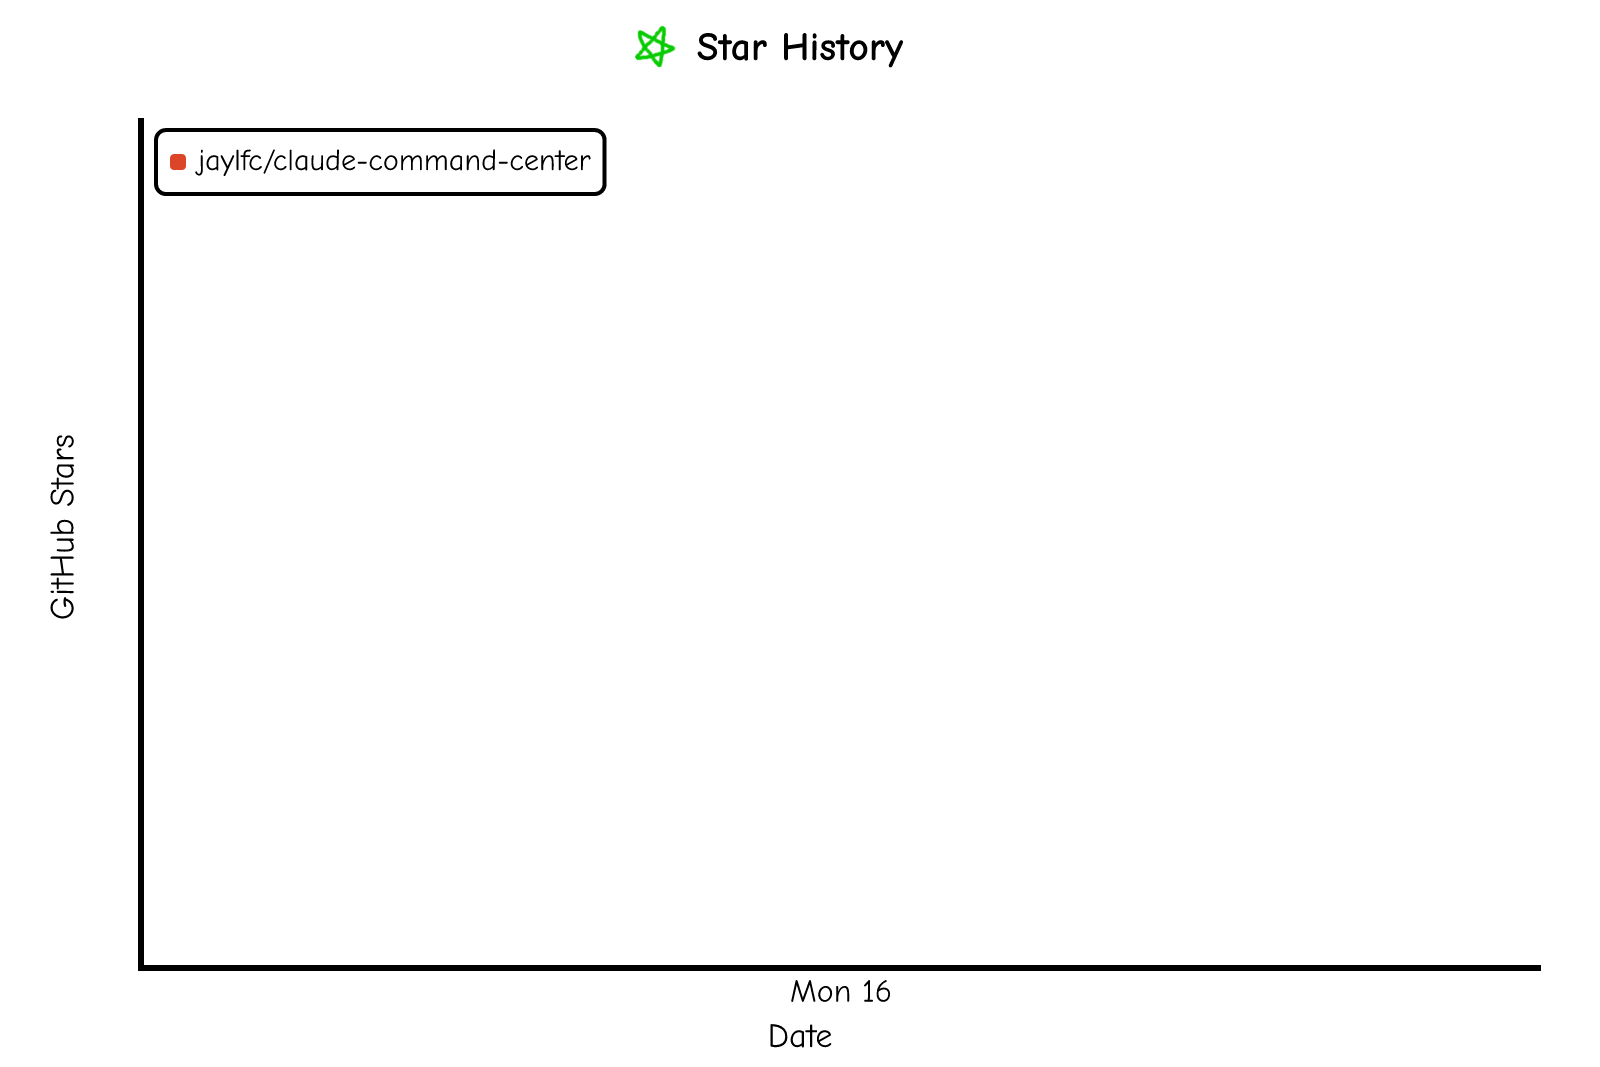 Star History
jaylfc/claude-command-center
GitHub Stars
Mon 16
Date